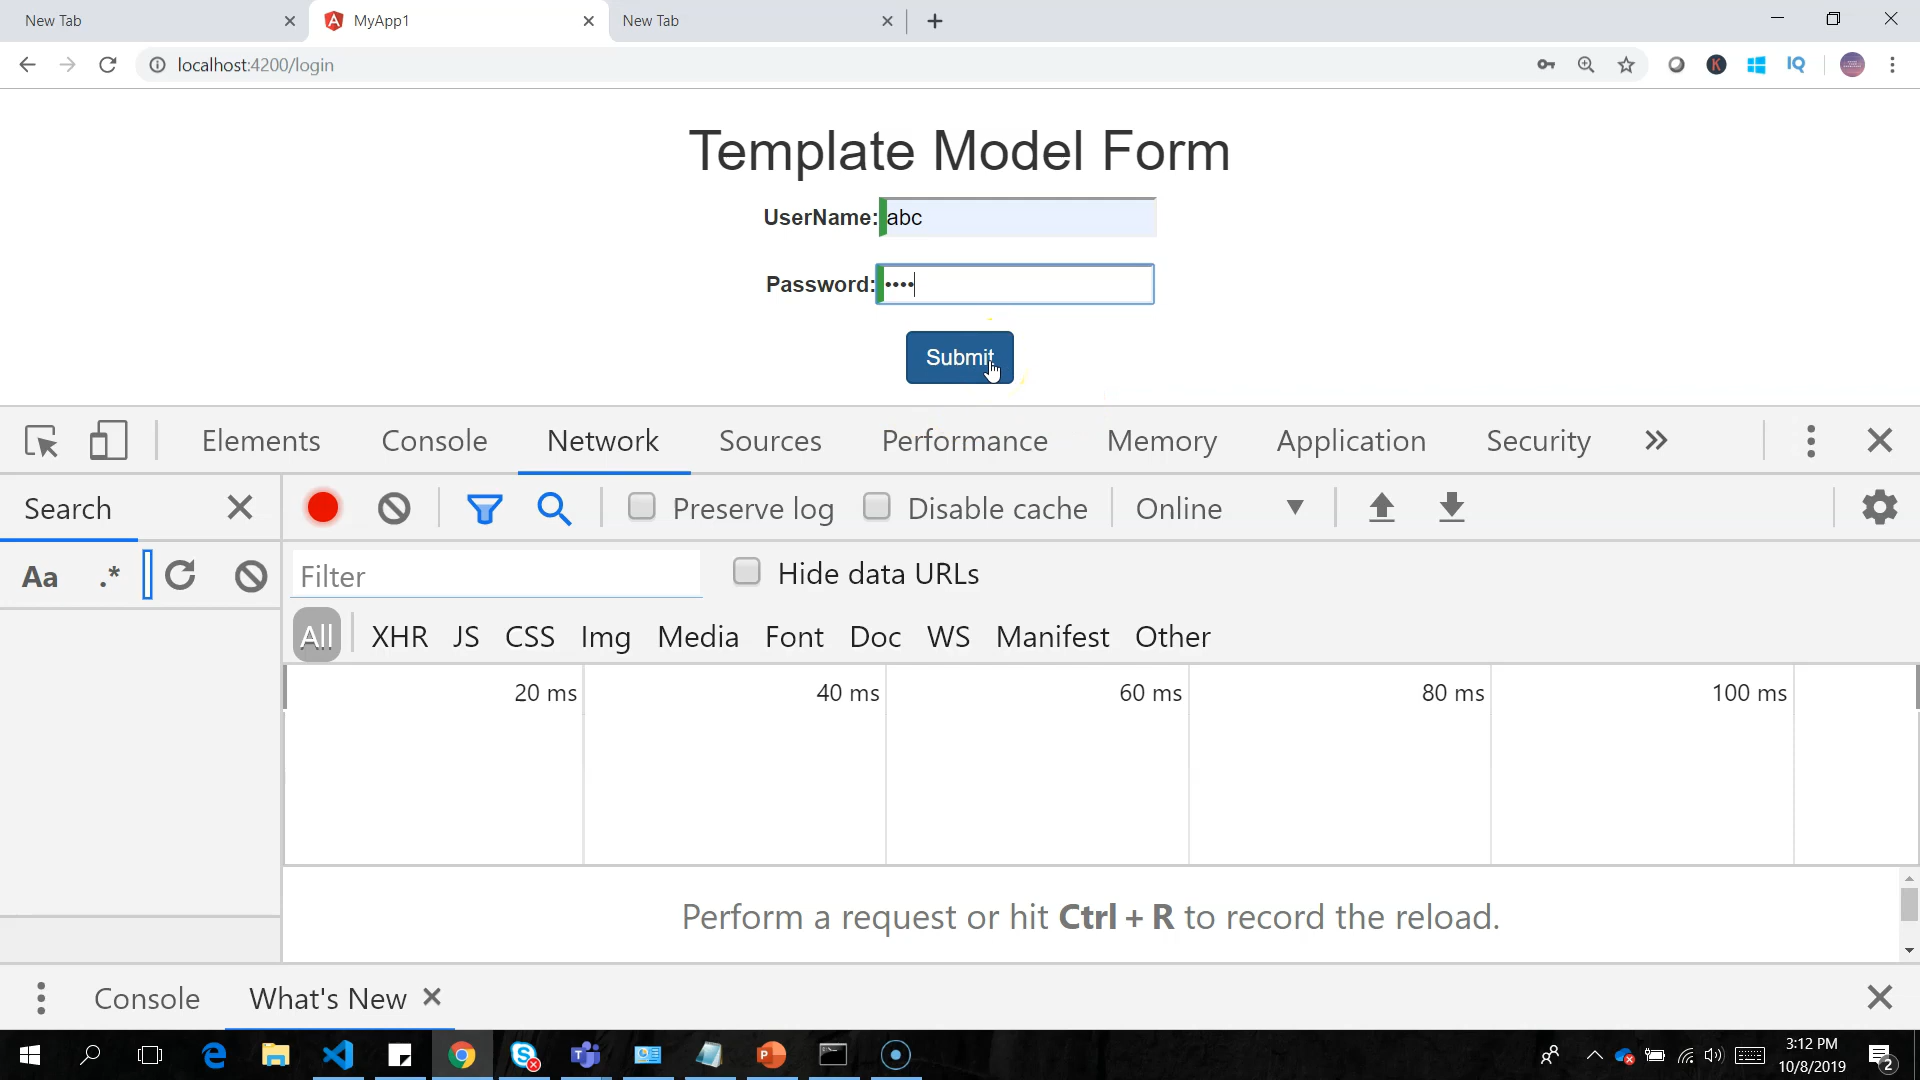 New Tab
MyApp1
New Tab
localhost:4200/login
K
IQ
Template Model Form
UserName: abc
Password: ••••
Submit
Elements Console Network Sources Performance Memory Application Security
Search
Preserve log Disable cache Online
Aa .*
Filter Hide data URLs
All XHR JS CSS Img Media Font Doc WS Manifest Other
20 ms 40 ms 60 ms 80 ms 100 ms
Perform a request or hit Ctrl + R to record the reload.
Console What's New
3:12 PM
10/8/2019
2